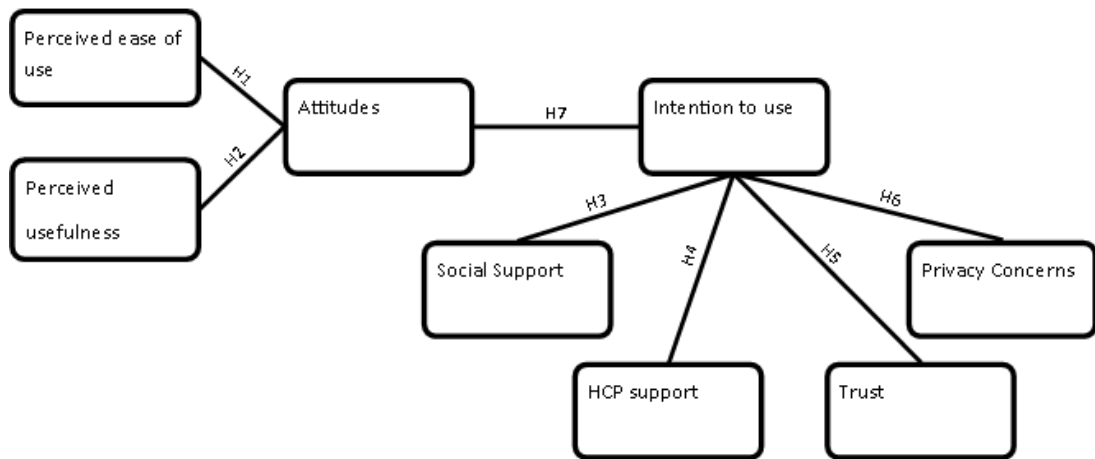 Perceived ease of
use
H1
Attitudes
H7
Intention to use
H2
Perceived
usefulness
H3
H4
H5
H6
Social Support
Privacy Concerns
HCP support
Trust